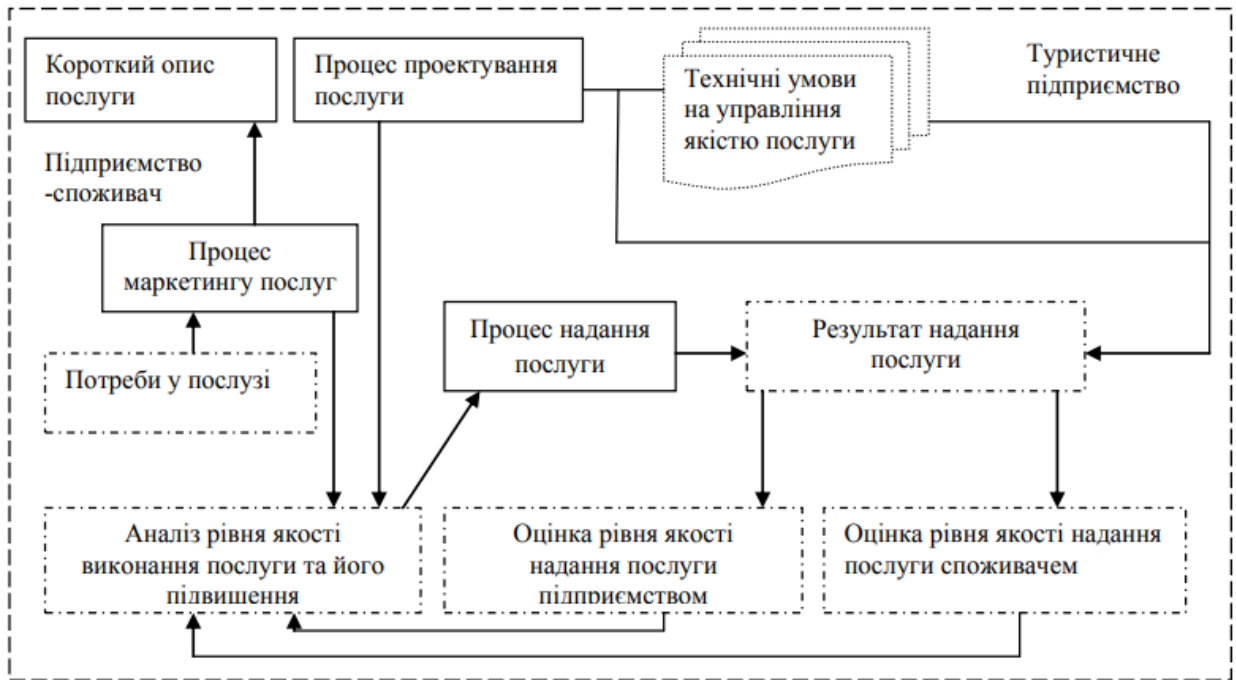 Короткий опис
послуги
Процес проектування
послуги
Технічні умови
на управління
якістю послуги
Туристичне
підприємство
Підприємство
-споживач
Процес
маркетингу послуг
Потреби у послузі
Процес надання
послуги
Результат надання
послуги
Аналіз рівня якості
виконання послуги та його
підвишення
Оцінка рівня якості
надання послуги
підприємством
Оцінка рівня якості надання
послуги споживачем